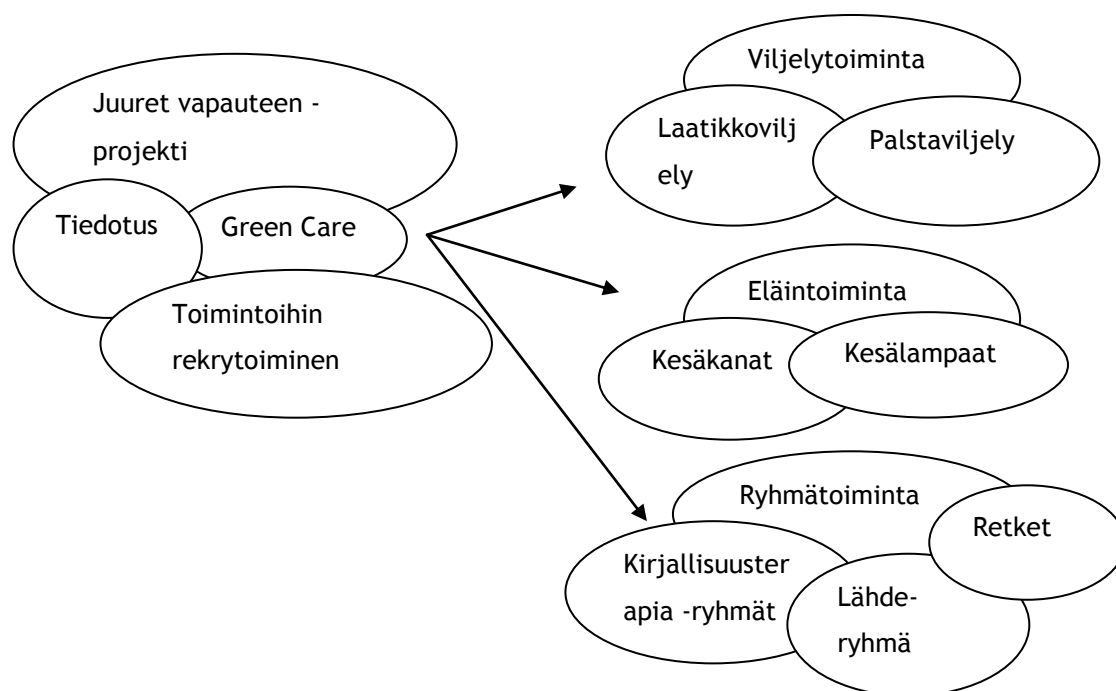 Juuret vapauteen -
projekti
Tiedotus
Green Care
Toimintoihin
rekrytoiminen
Viljelytoiminta
Laatikkovilj
ely
Palstaviljely
Eläintoiminta
Kesäkanat
Kesälampaat
Ryhmätoiminta
Retket
Kirjallisuuster
apia -ryhmät
Lähde-
ryhmä